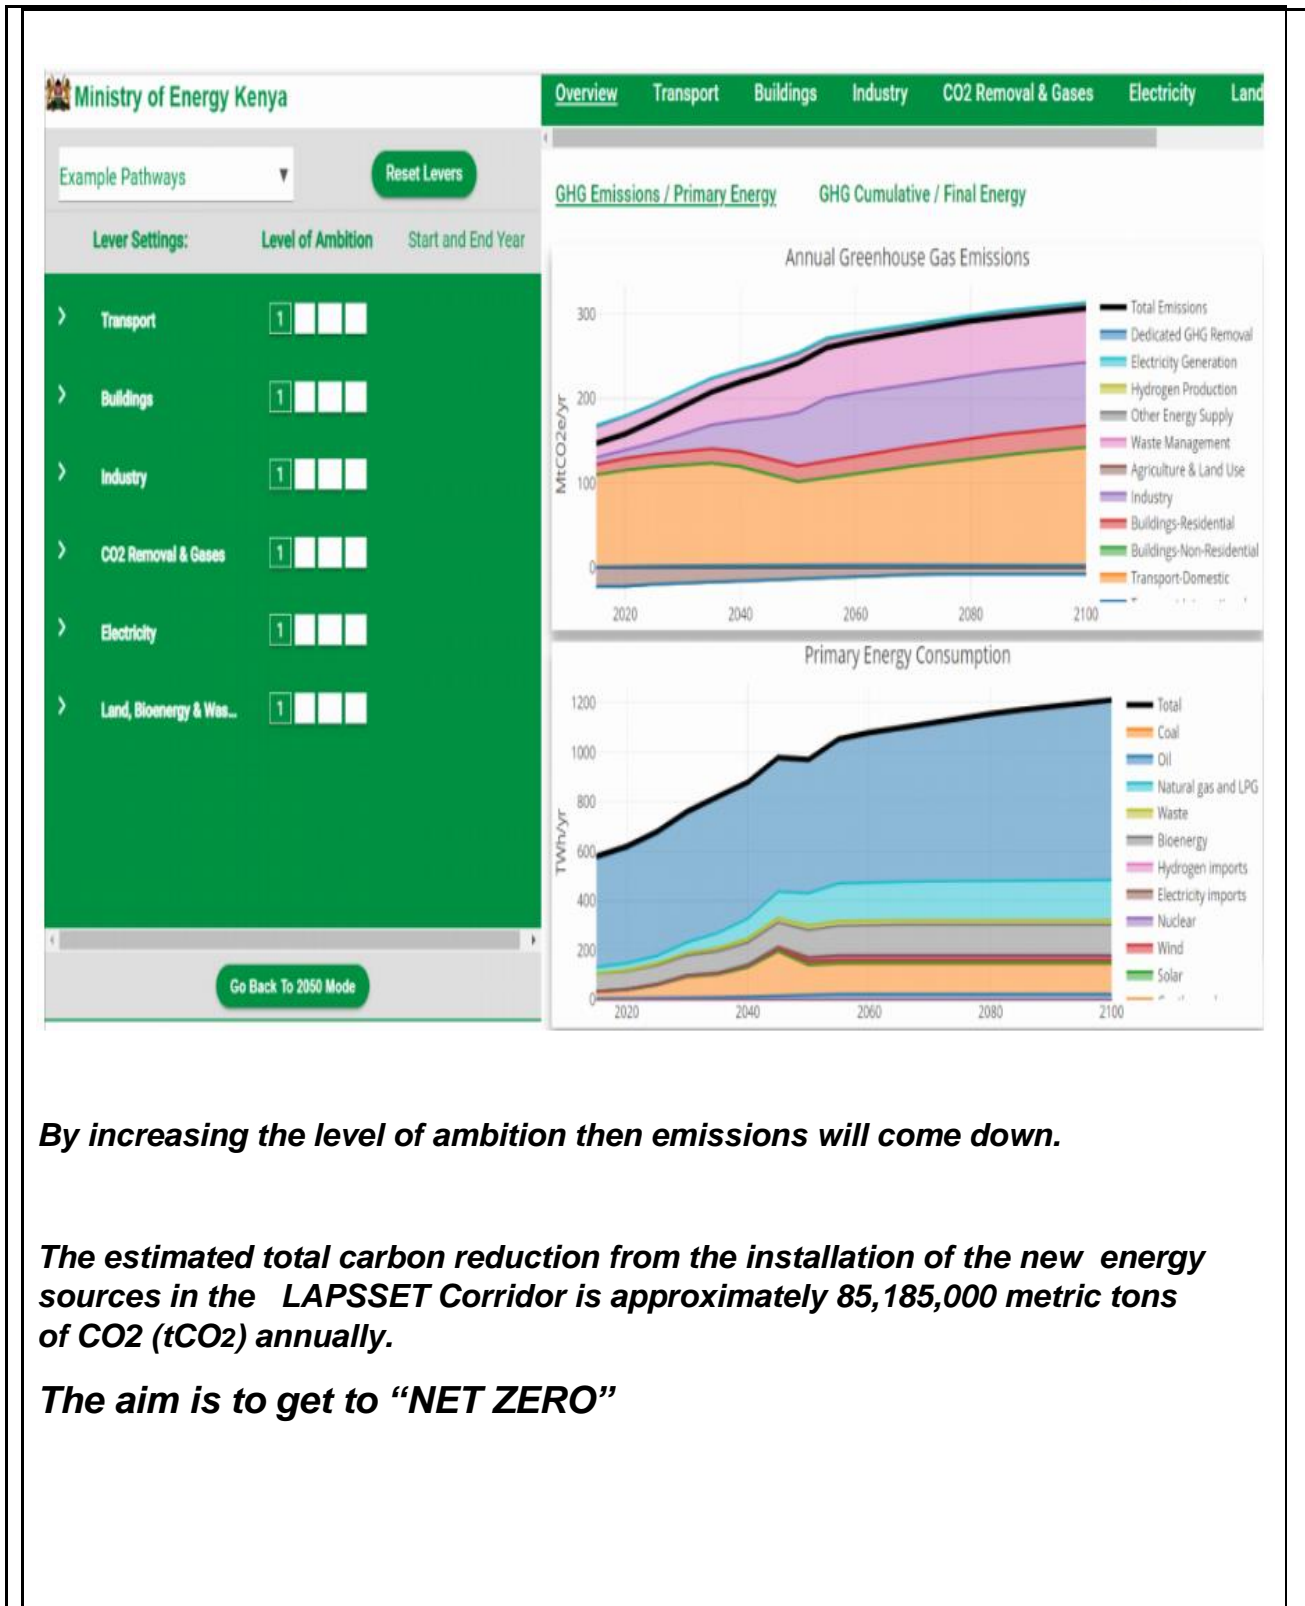 Ministry of Energy Kenya
Overview Transport Buildings Industry CO2 Removal & Gases Electricity Land
Example Pathways ▼ Reset Levers
GHG Emissions / Primary Energy GHG Cumulative / Final Energy
Lever Settings: Level of Ambition Start and End Year
Transport 1
Buildings 1
Industry 1
CO2 Removal & Gases 1
Electricity 1
Land, Bioenergy & Was... 1
Go Back To 2050 Mode
Annual Greenhouse Gas Emissions
MtCO2e/yr
300
200
100
0
2020 2040 2060 2080 2100
Total Emissions
Dedicated GHG Removal
Electricity Generation
Hydrogen Production
Other Energy Supply
Waste Management
Agriculture & Land Use
Industry
Buildings-Residential
Buildings-Non-Residential
Transport-Domestic
Primary Energy Consumption
TWh/yr
1200
1000
800
600
400
200
0
2020 2040 2060 2080 2100
Total
Coal
Oil
Natural gas and LPG
Waste
Bioenergy
Hydrogen imports
Electricity imports
Nuclear
Wind
Solar
By increasing the level of ambition then emissions will come down.
The estimated total carbon reduction from the installation of the new energy
sources in the LAPSSET Corridor is approximately 85,185,000 metric tons
of CO2 (tCO2) annually.
The aim is to get to “NET ZERO”